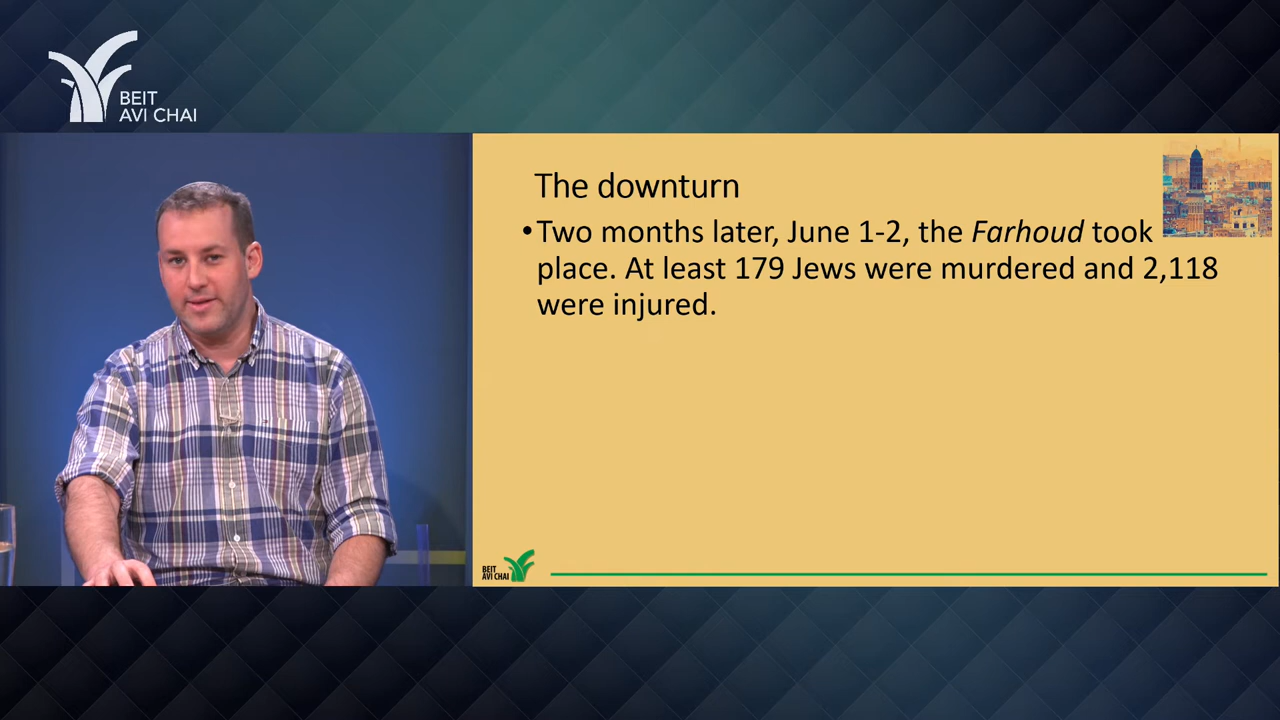 BEIT
AVI CHAI
The downturn
•Two months later, June 1-2, the Farhoud took
place. At least 179 Jews were murdered and 2,118
were injured.
BEIT
AVI CHAI